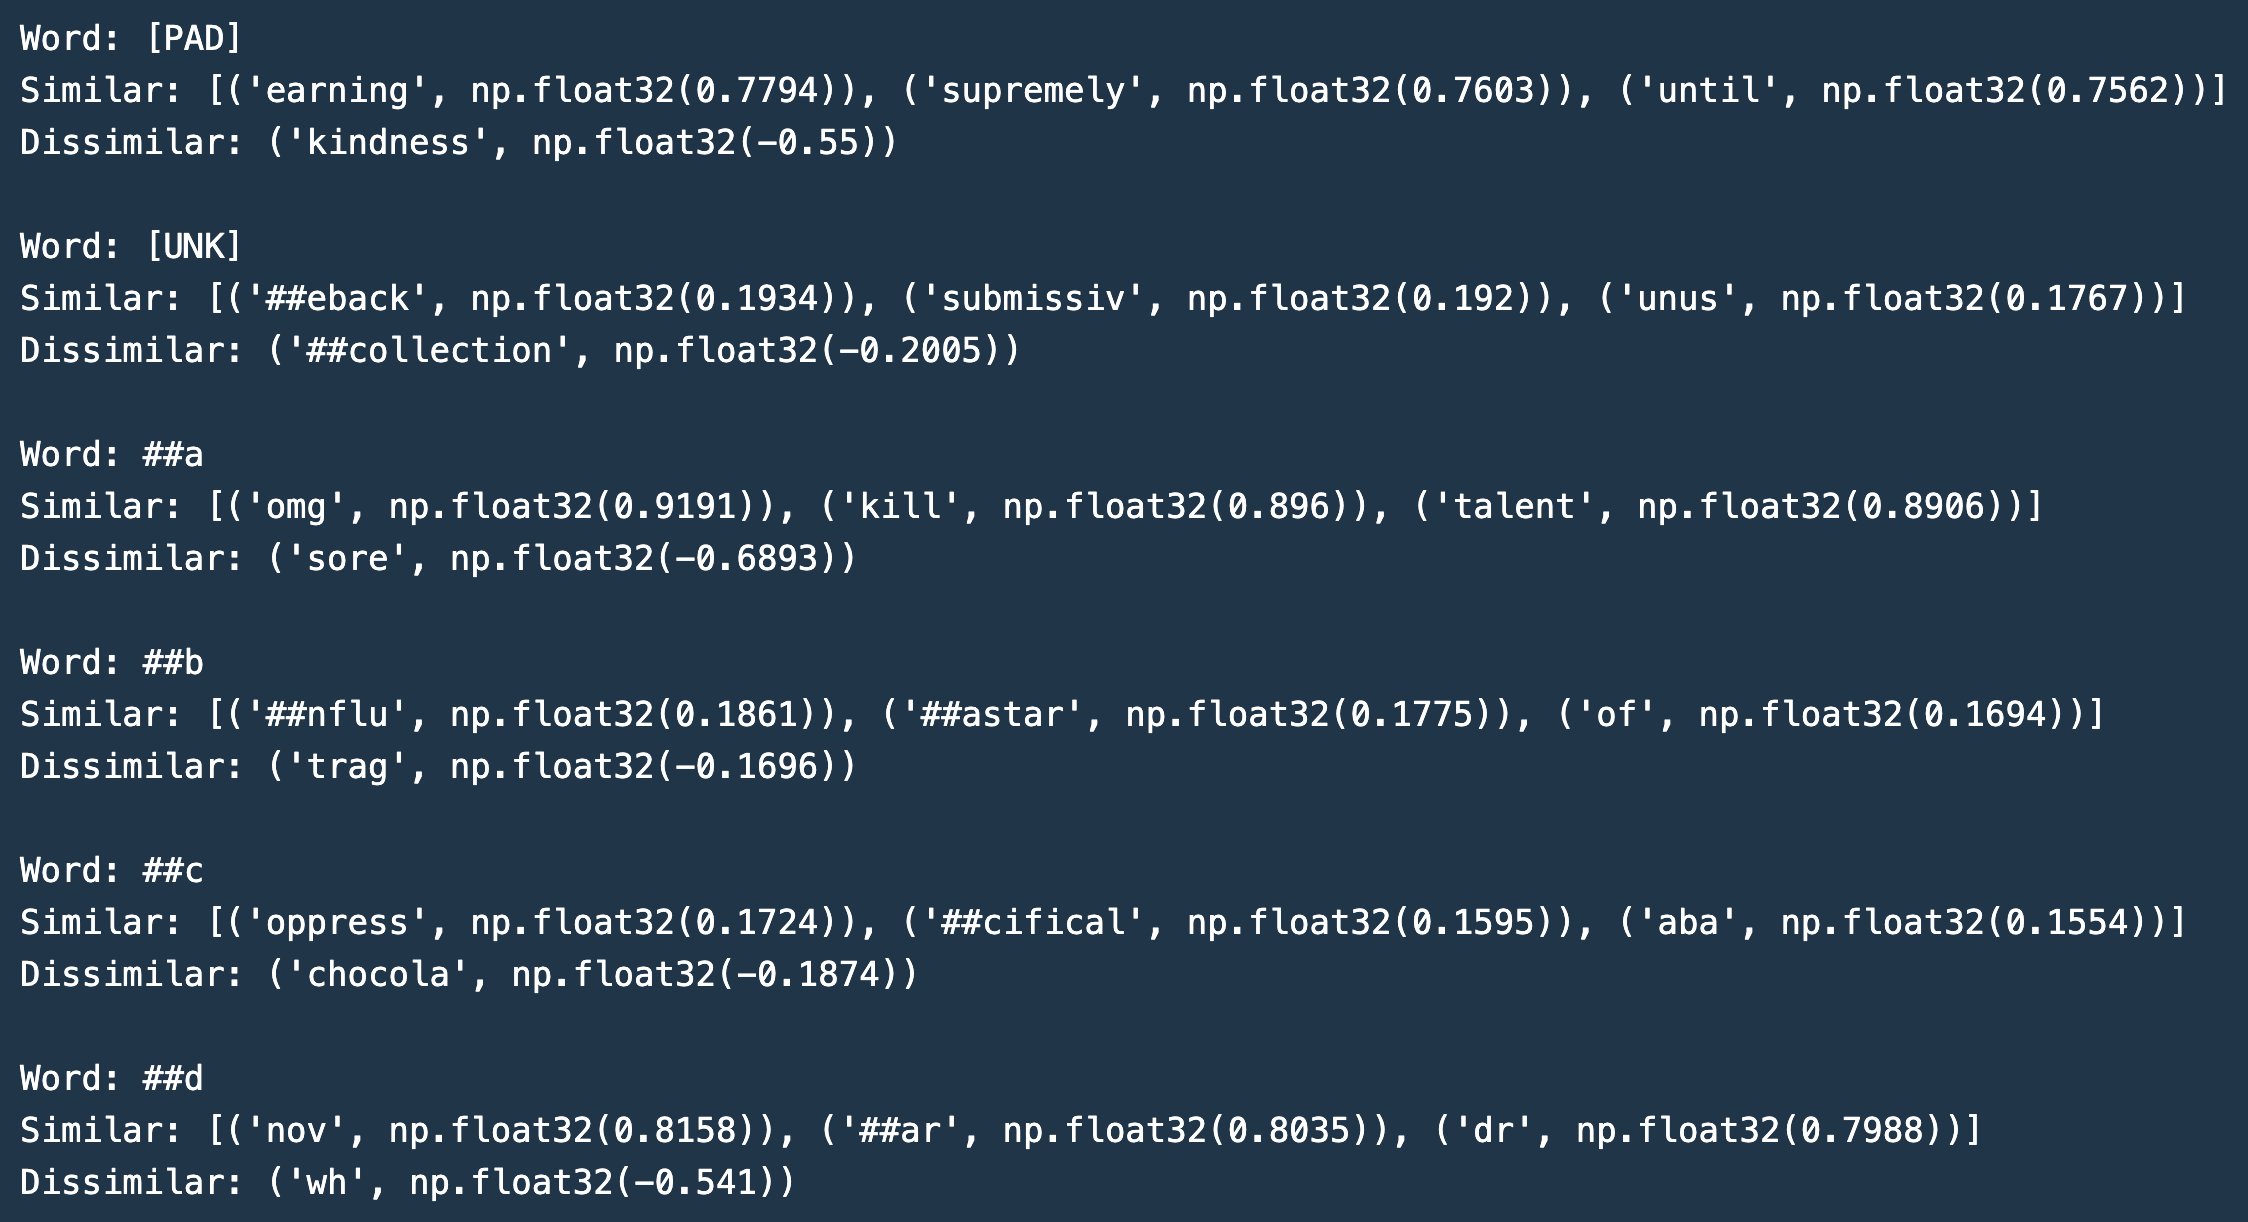 Word: [PAD]
Similar: [('earning', np.float32(0.7794)), ('supremely', np.float32(0.7603)), ('until', np.float32(0.7562))]
Dissimilar: ('kindness', np.float32(-0.55))
Word: [UNK]
Similar: [('##eback', np.float32(0.1934)), ('submissiv', np.float32(0.192)), ('unus', np.float32(0.1767))]
Dissimilar: ('##collection', np.float32(-0.2005))
Word: ##a
Similar: [('omg', np.float32(0.9191)), ('kill', np.float32(0.896)), ('talent', np.float32(0.8906))]
Dissimilar: ('sore', np.float32(-0.6893))
Word: ##b
Similar: [('##nflu', np.float32(0.1861)), ('##astar', np.float32(0.1775)), ('of', np.float32(0.1694))]
Dissimilar: ('trag', np.float32(-0.1696))
Word: ##c
Similar: [('oppress', np.float32(0.1724)), ('##cifical', np.float32(0.1595)), ('aba', np.float32(0.1554))]
Dissimilar: ('chocola', np.float32(-0.1874))
Word: ##d
Similar: [('nov', np.float32(0.8158)), ('##ar', np.float32(0.8035)), ('dr', np.float32(0.7988))]
Dissimilar: ('wh', np.float32(-0.541))